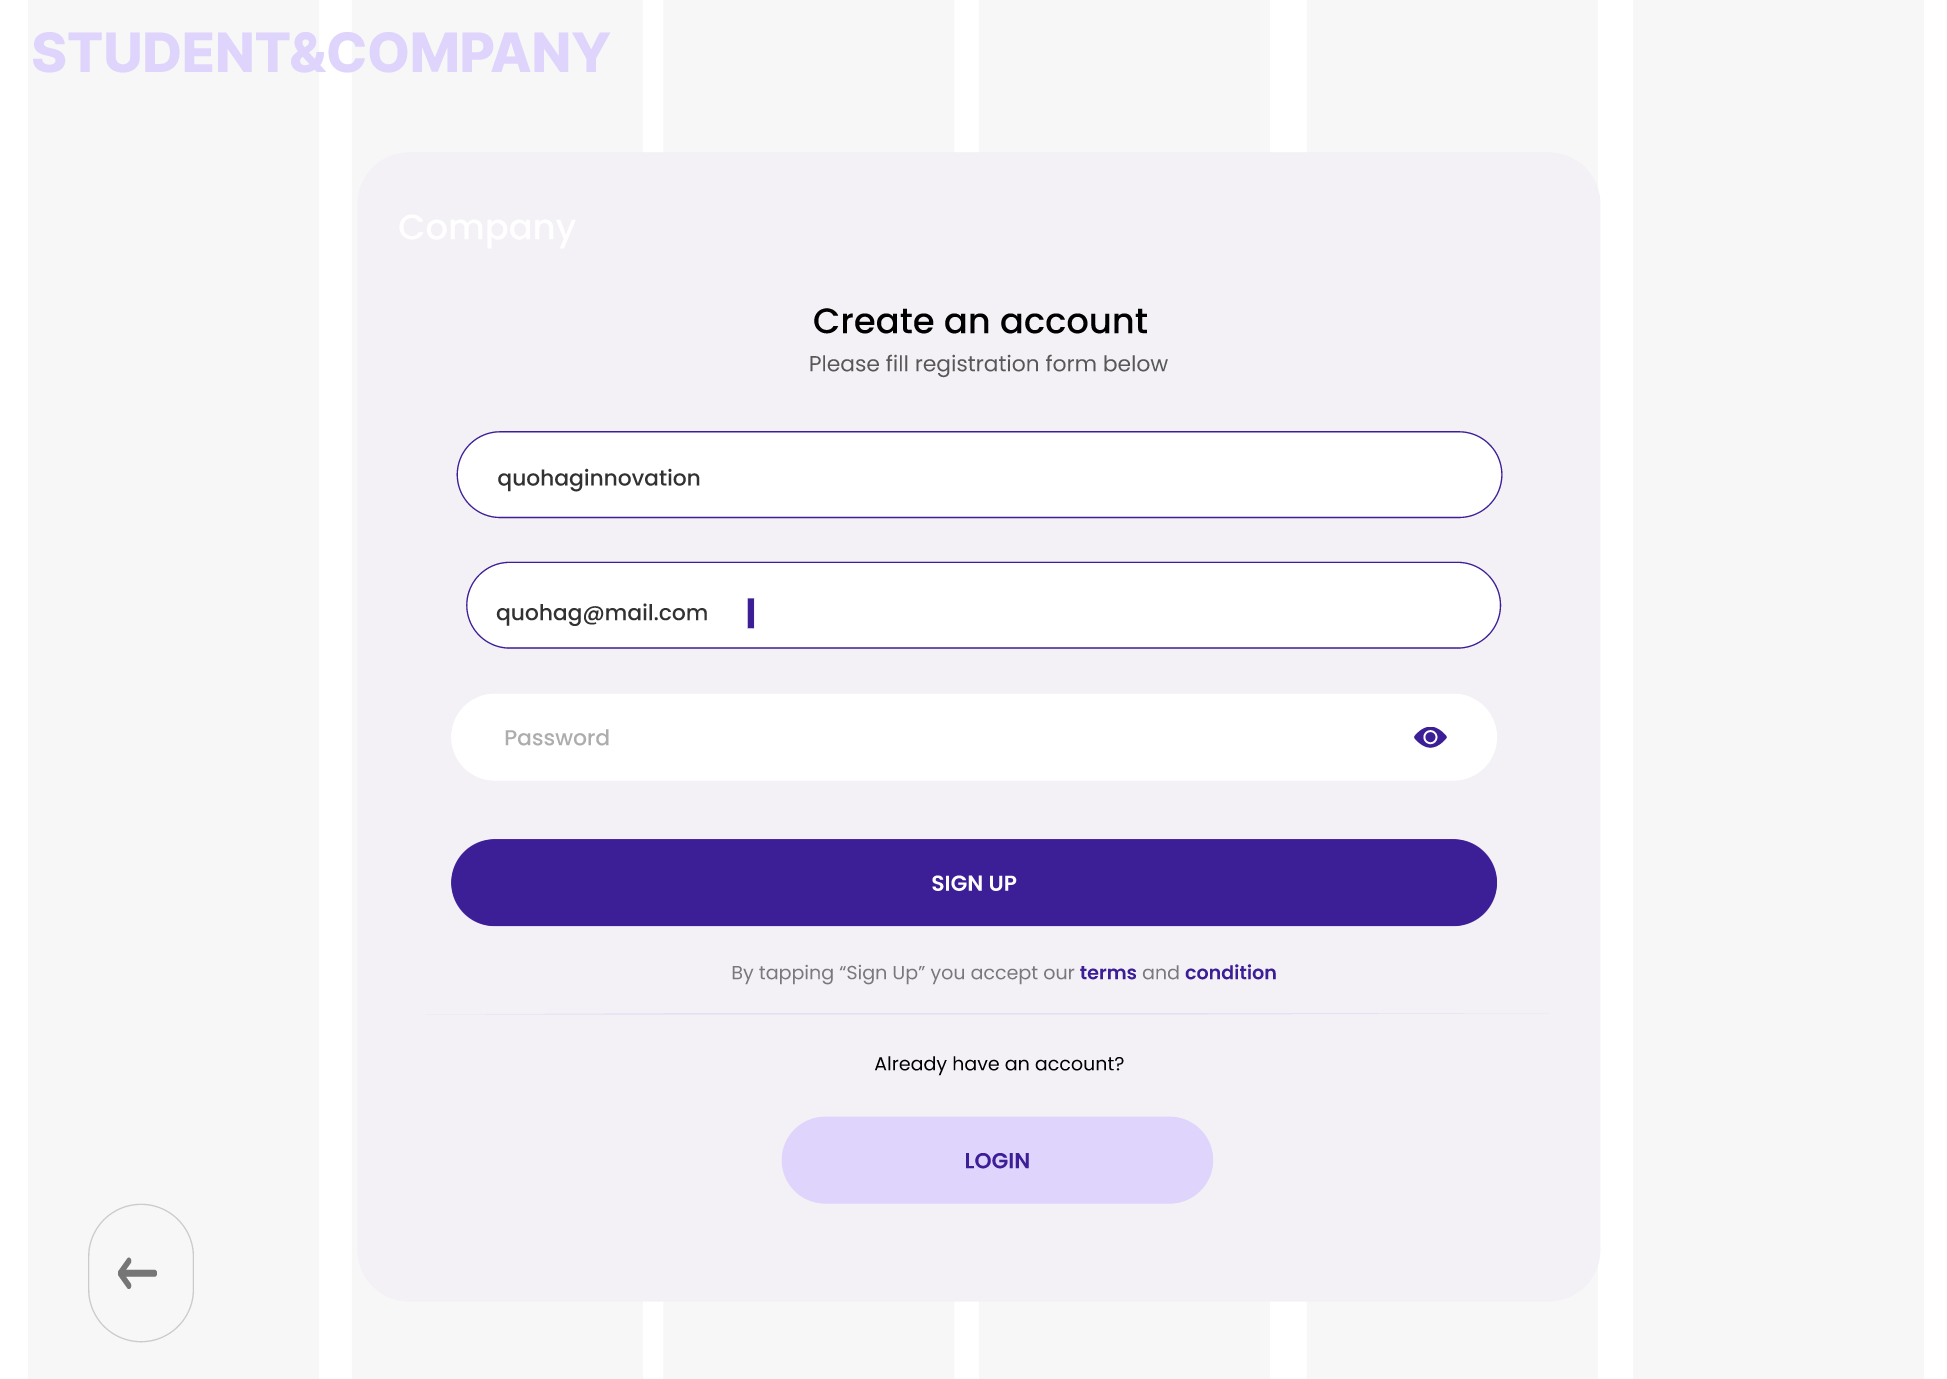 STUDENT&COMPANY
Company
Create an account
Please fill registration form below
quohaginnovation
quohag@mail.com
Password
SIGN UP
By tapping “Sign Up” you accept our terms and condition
Already have an account?
LOGIN